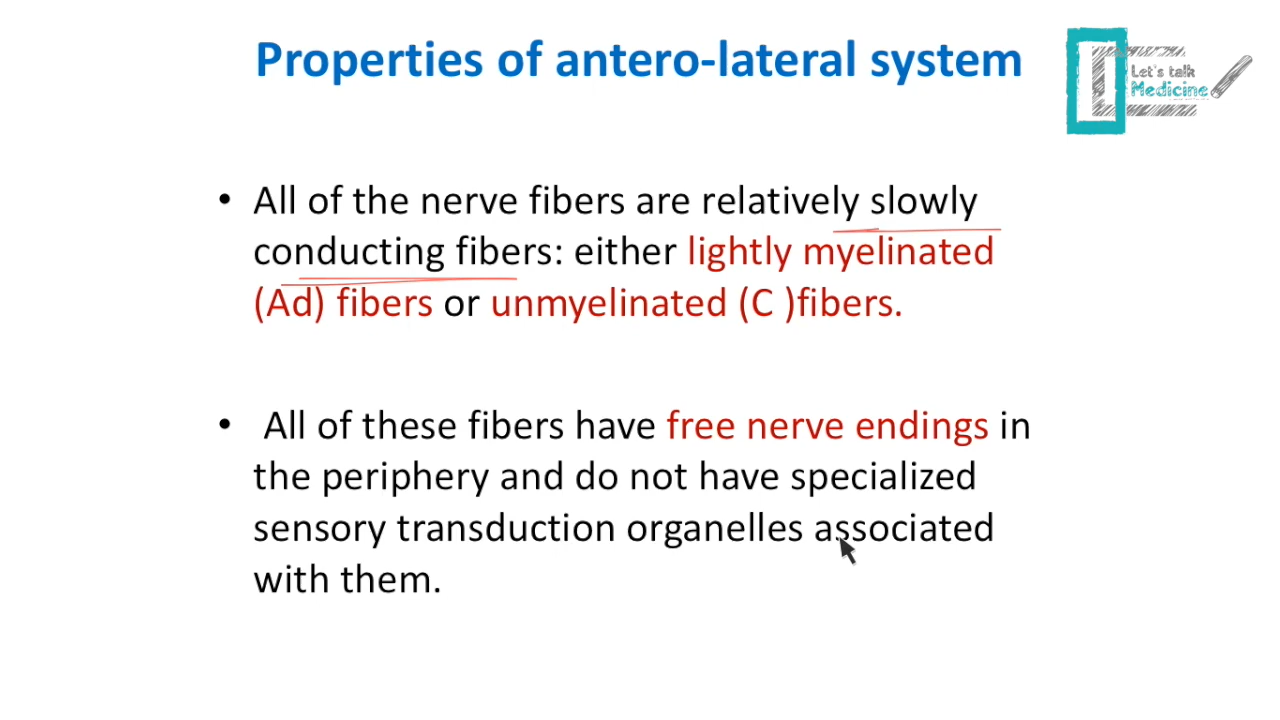 Properties of antero-lateral system
Let's talk
Medicine
• All of the nerve fibers are relatively slowly
conducting fibers: either lightly myelinated
(Ad) fibers or unmyelinated (C )fibers.
• All of these fibers have free nerve endings in
the periphery and do not have specialized
sensory transduction organelles associated
with them.